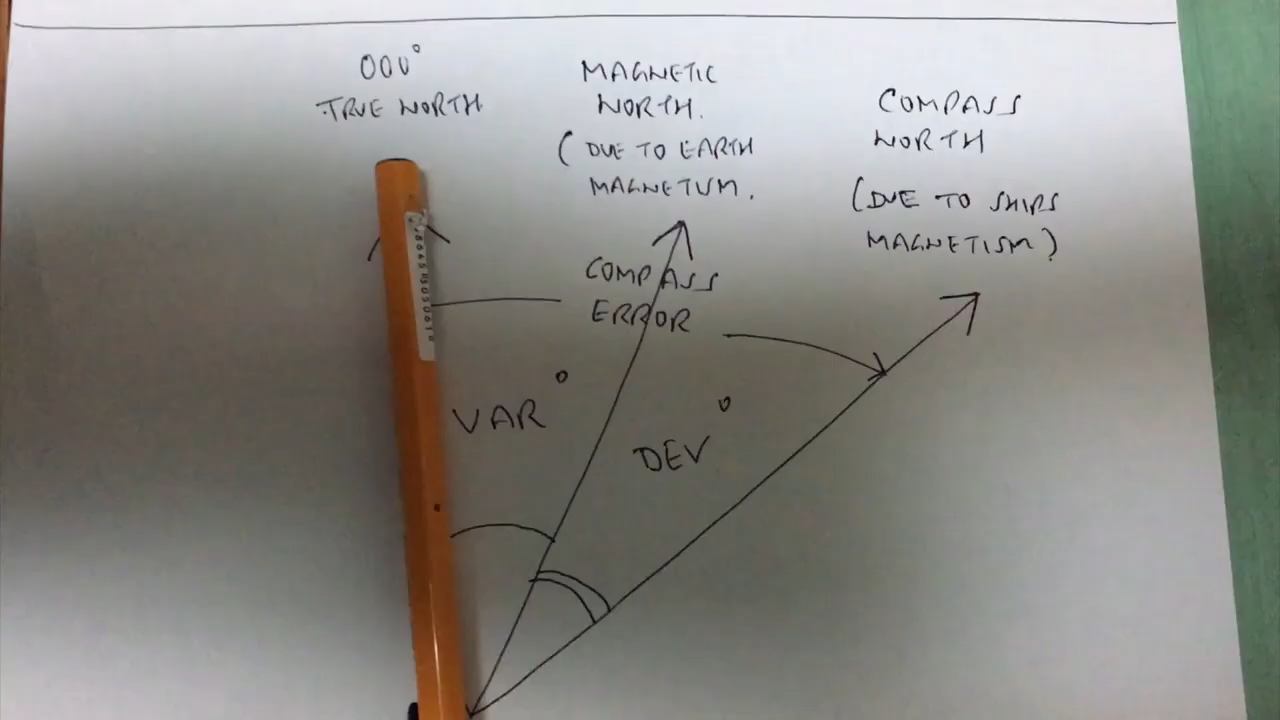 000°
TRUE NORTH
MAGNETIC
NORTH.
(DUE TO EARTH
MAGNETISM.
COMPASS
NORTH
(DUE TO SHIPS
MAGNETISM)
COMPASS
ERROR
VAR°
DEV°